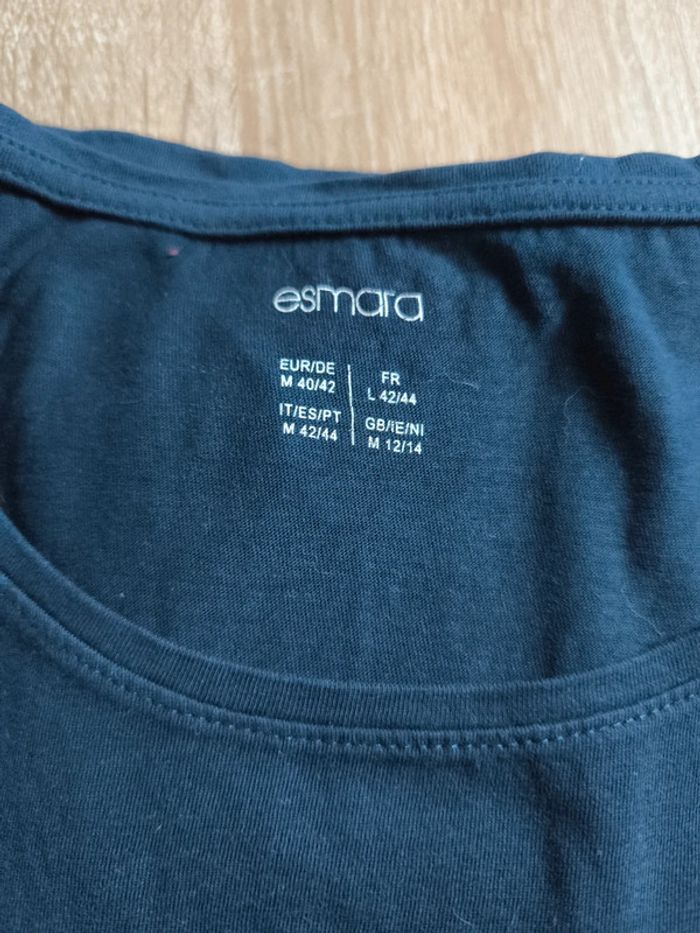 esmara
EUR/DE
M 40/42
FR
L 42/44
IT/ES/PT
M 42/44
GB/IE/NI
M 12/14